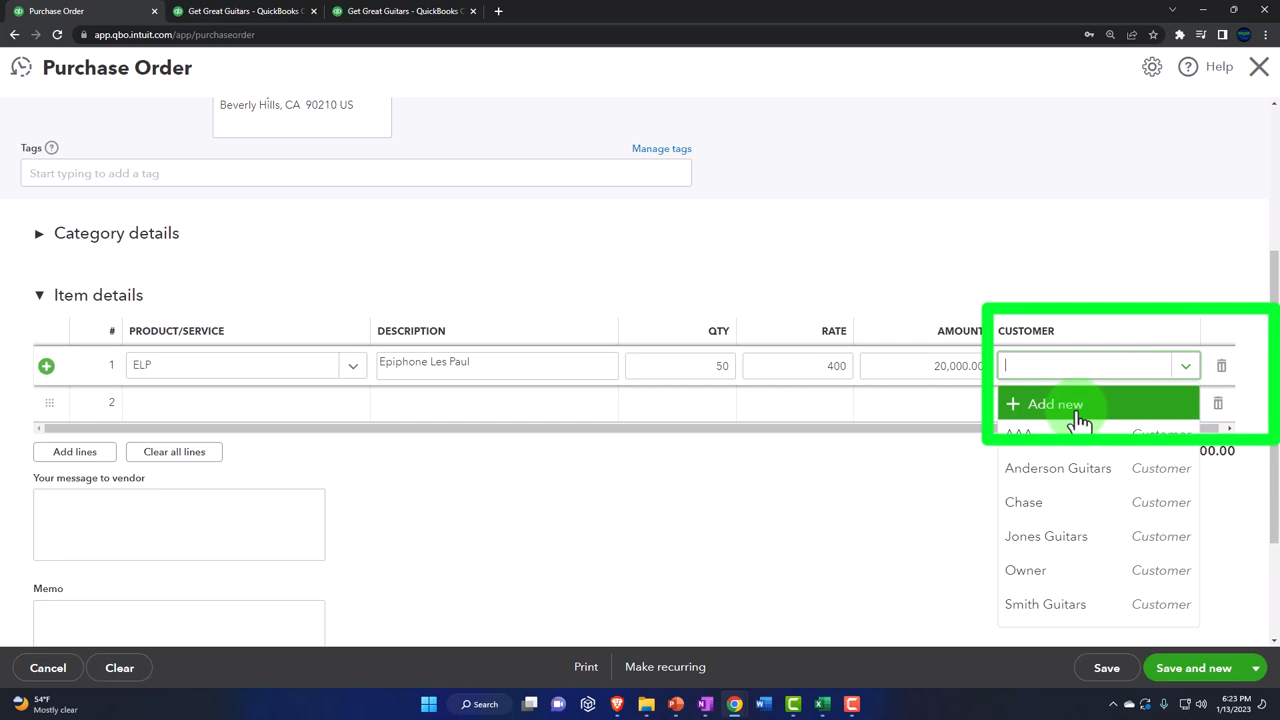 Purchase Order
Get Great Guitars - QuickBooks
Get Great Guitars - QuickBooks
app.qbo.intuit.com/app/purchaseorder
Purchase Order
Help
Beverly Hills, CA 90210 US
Tags
Manage tags
Start typing to add a tag
Category details
Item details
# PRODUCT/SERVICE DESCRIPTION QTY RATE AMOUNT CUSTOMER
1 ELP Epiphone Les Paul 50 400 20,000.00
+ Add new
2
AAA Customer
Add lines Clear all lines
00.00
Anderson Guitars Customer
Your message to vendor
Chase Customer
Jones Guitars Customer
Owner Customer
Memo
Smith Guitars Customer
Cancel Clear Print Make recurring Save Save and new
54°F
Mostly clear
Search
6:23 PM
1/13/2023